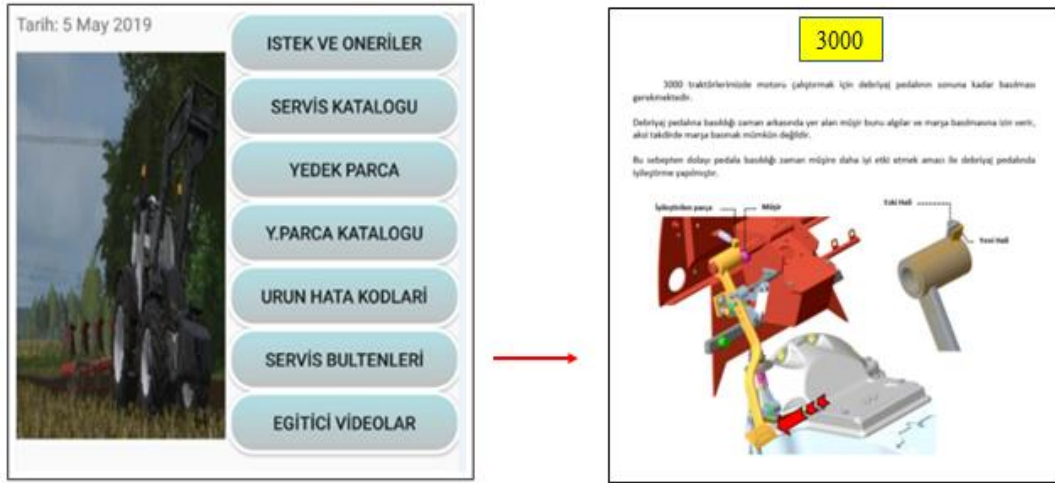 Tarih: 5 May 2019
ISTEK VE ONERİLER
SERVİS KATALOGU
YEDEK PARCA
Y.PARCA KATALOGU
URUN HATA KODLARİ
SERVİS BULTENLERİ
EGİTİCİ VİDEOLAR
3000
3000 traktörlerimizde motoru çalıştırmak için debriyaj pedalının sonuna kadar basılması
gerekmektedir.
Debriyaj pedalına basıldığı zaman arkasında yer alan müşir bunu algılar ve marşa basılmasına izin verir,
aksi takdirde marşa basmak mümkün değildir.
Bu sebepten dolayı pedala basıldığı zaman müşire daha iyi etki etmek amacı ile debriyaj pedalında
iyileştirme yapılmıştır.
İyileştirilen parça
Müşir
Eski Hali
Yeni Hali